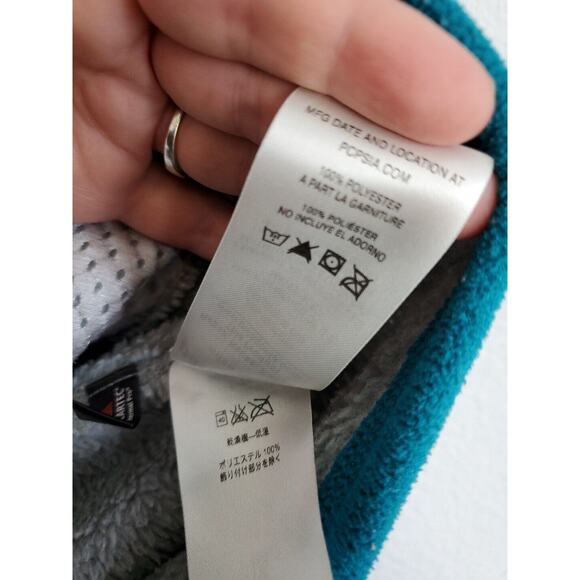 MFG DATE AND LOCATION AT
PCPSIA.COM
100% POLYESTER
À PART LA GARNITURE
100% POLIÉSTER
NO INCLUYE EL ADORNO
乾燥機―低温
ポリエステル 100%
飾り付け部分を除く
LARTEC